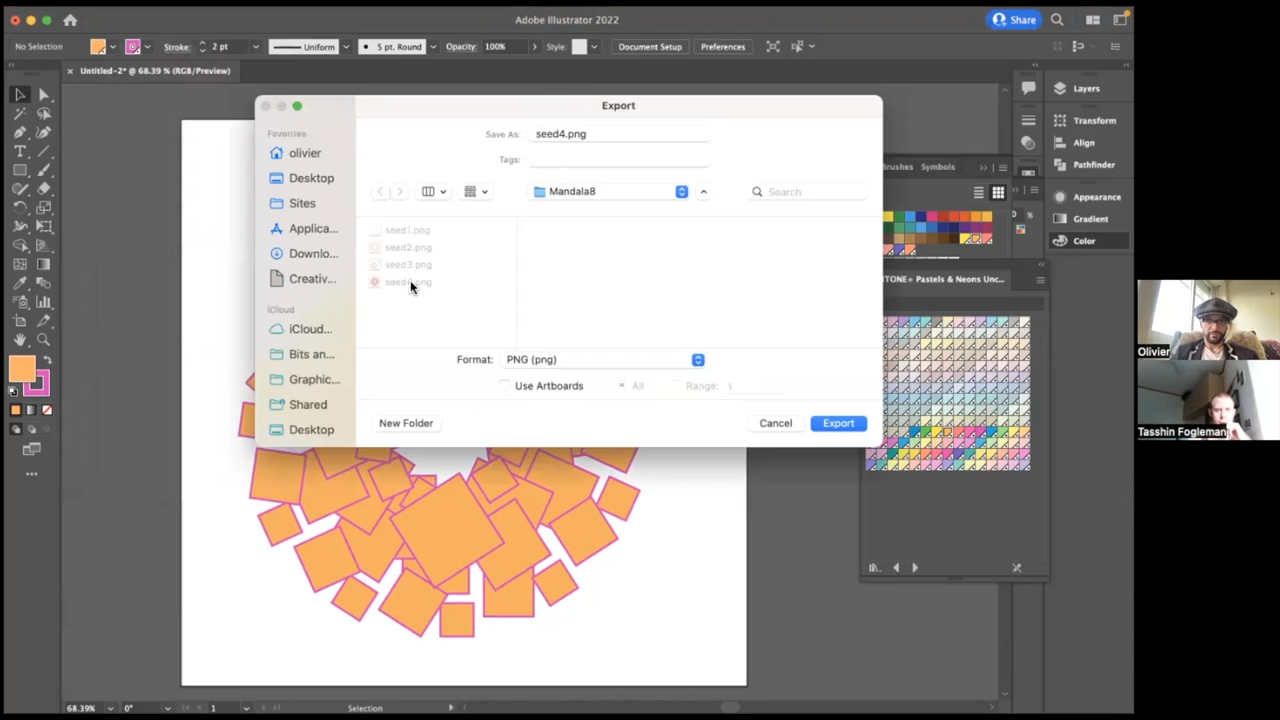 Adobe Illustrator 2022
Share
No Selection
Stroke:
2 pt
Uniform
5 pt. Round
Opacity:
100%
Style:
Document Setup
Preferences
× Untitled-2* @ 68.39 % (RGB/Preview)
Export
Favorites
olivier
Desktop
Sites
Applica...
Downlo...
Creativ...
iCloud
iCloud...
Bits an...
Graphic...
Shared
Desktop
Save As:
seed4.png
Tags:
Mandala8
Search
seed1.png
seed2.png
seed3.png
seed4.png
Format:
PNG (png)
Use Artboards
All
Range:
1
New Folder
Cancel
Export
Layers
Transform
Align
Pathfinder
Appearance
Gradient
Color
Brushes
Symbols
%
NTONE+ Pastels & Neons Unc...
Olivier
Tasshin Fogleman
68.39%
0°
1
Selection